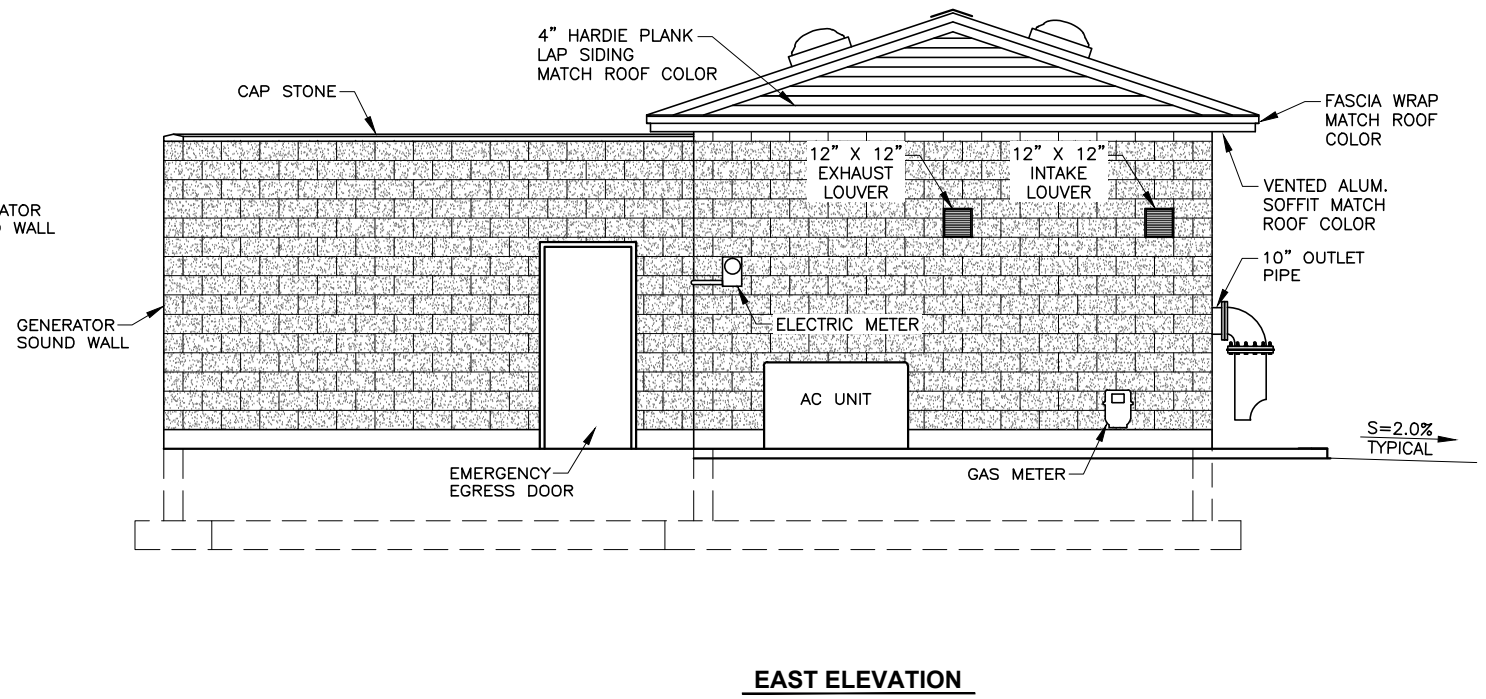 4” HARDIE PLANK
LAP SIDING
MATCH ROOF COLOR
CAP STONE
FASCIA WRAP
MATCH ROOF
COLOR
12” X 12”
EXHAUST
LOUVER
12” X 12”
INTAKE
LOUVER
VENTED ALUM.
SOFFIT MATCH
ROOF COLOR
WALL
10” OUTLET
PIPE
GENERATOR
SOUND WALL
ELECTRIC METER
AC UNIT
S=2.0%
TYPICAL
EMERGENCY
EGRESS DOOR
GAS METER
EAST ELEVATION